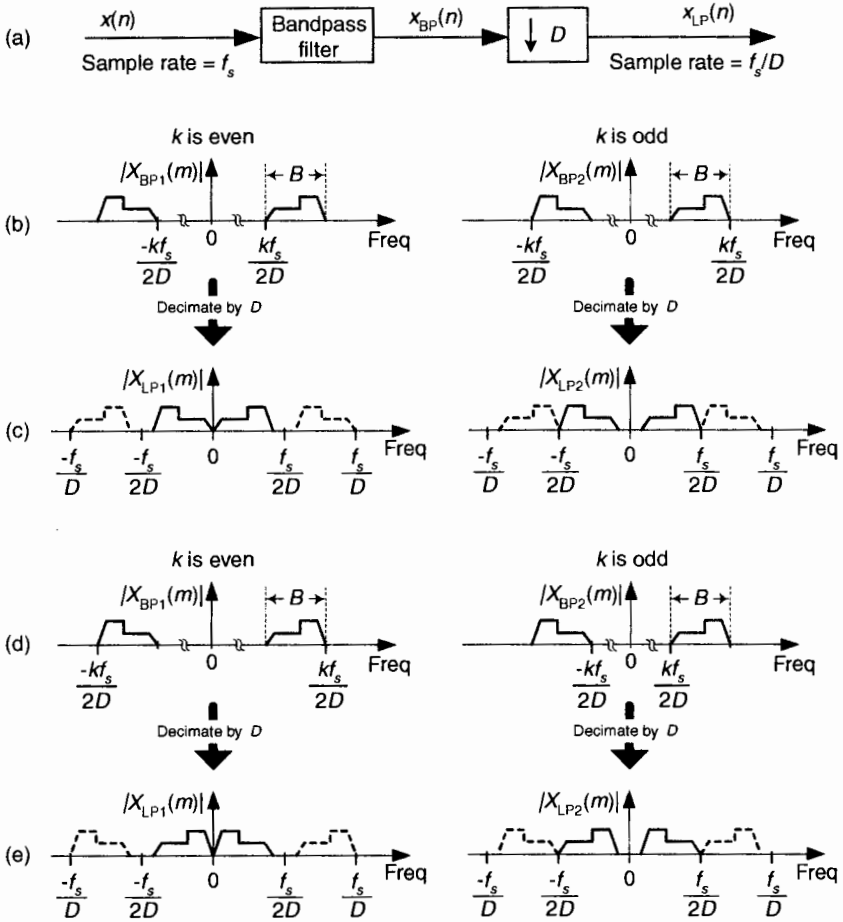 (a) x(n) Bandpass filter x_BP(n) ↓ D x_LP(n)
Sample rate = f_s Sample rate = f_s/D
k is even k is odd
(b) |X_BP1(m)| B |X_BP2(m)| B
-kf_s/2D 0 kf_s/2D Freq -kf_s/2D 0 kf_s/2D Freq
Decimate by D Decimate by D
(c) |X_LP1(m)| |X_LP2(m)|
-f_s/D -f_s/2D 0 f_s/2D f_s/D Freq -f_s/D -f_s/2D 0 f_s/2D f_s/D Freq
k is even k is odd
(d) |X_BP1(m)| B |X_BP2(m)| B
-kf_s/2D 0 kf_s/2D Freq -kf_s/2D 0 kf_s/2D Freq
Decimate by D Decimate by D
(e) |X_LP1(m)| |X_LP2(m)|
-f_s/D -f_s/2D 0 f_s/2D f_s/D Freq -f_s/D -f_s/2D 0 f_s/2D f_s/D Freq